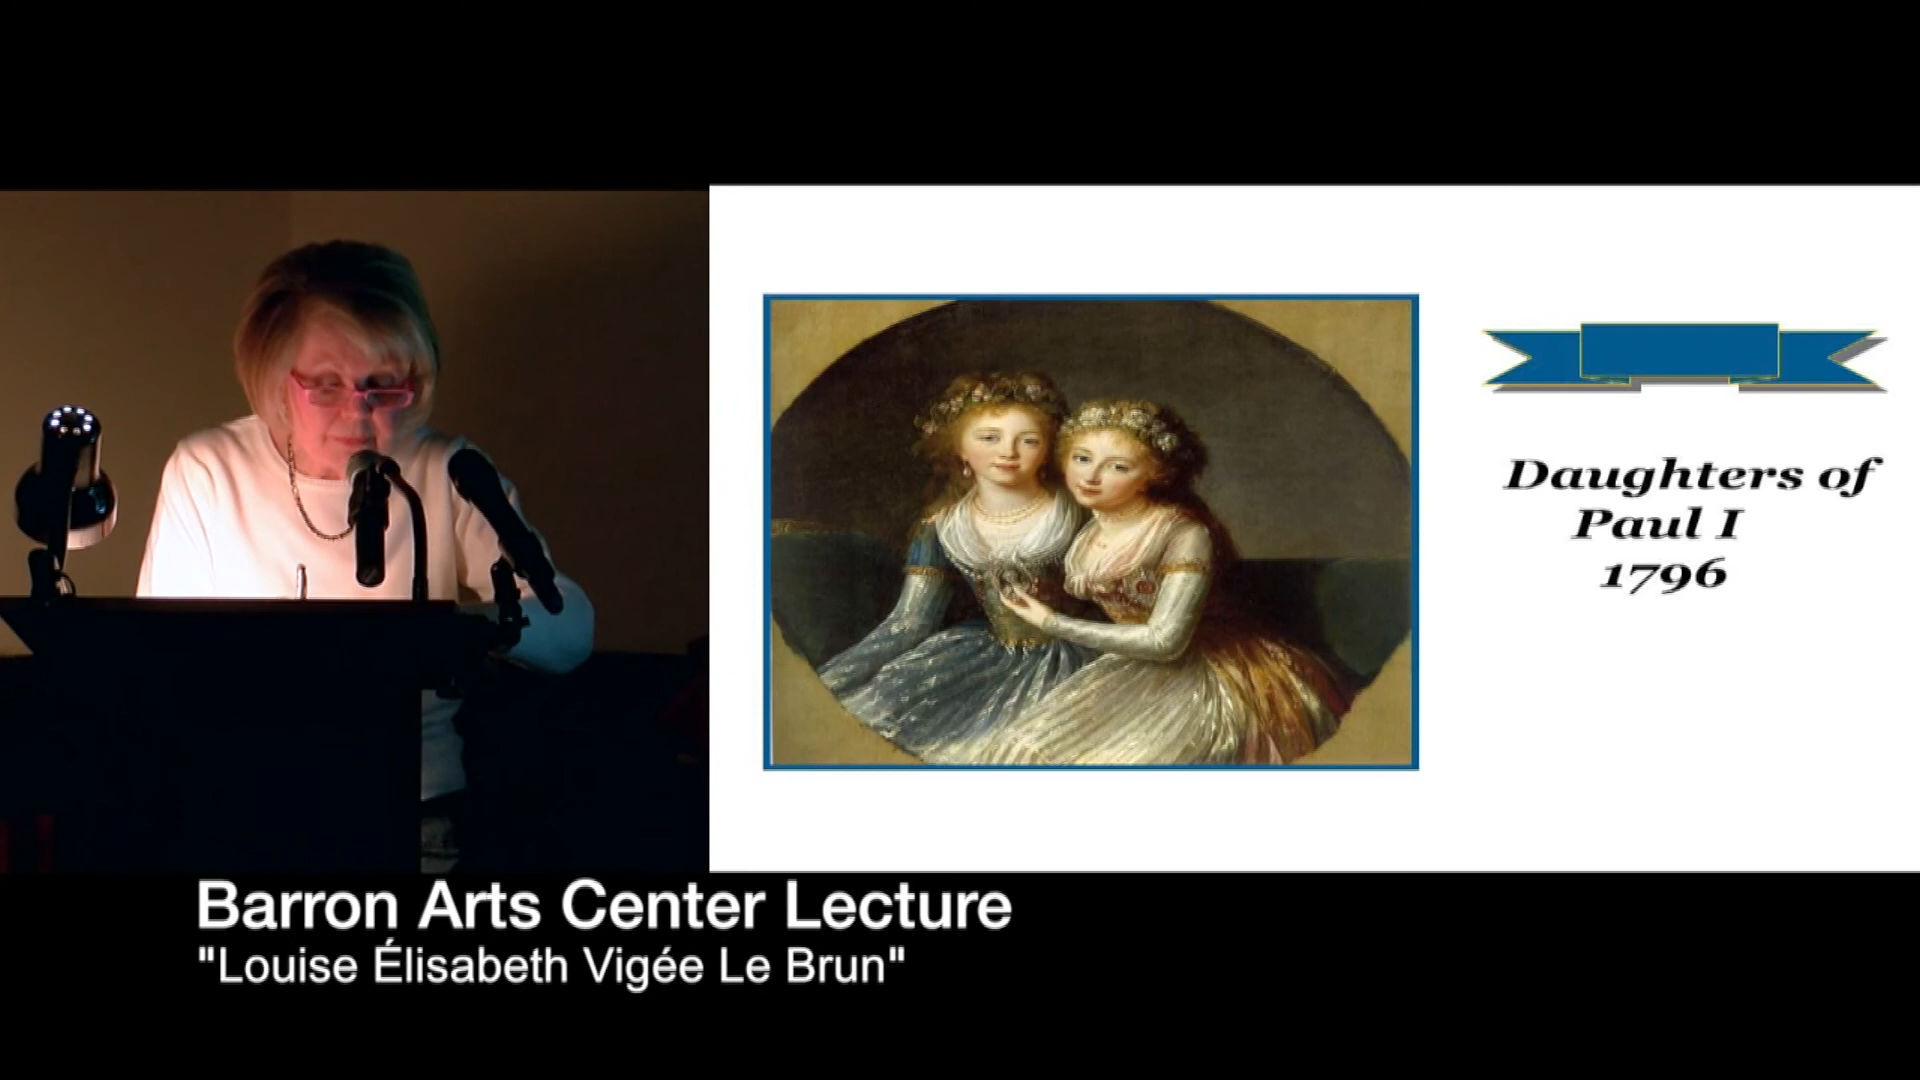 Daughters of
Paul I
1796
Barron Arts Center Lecture
"Louise Élisabeth Vigée Le Brun"